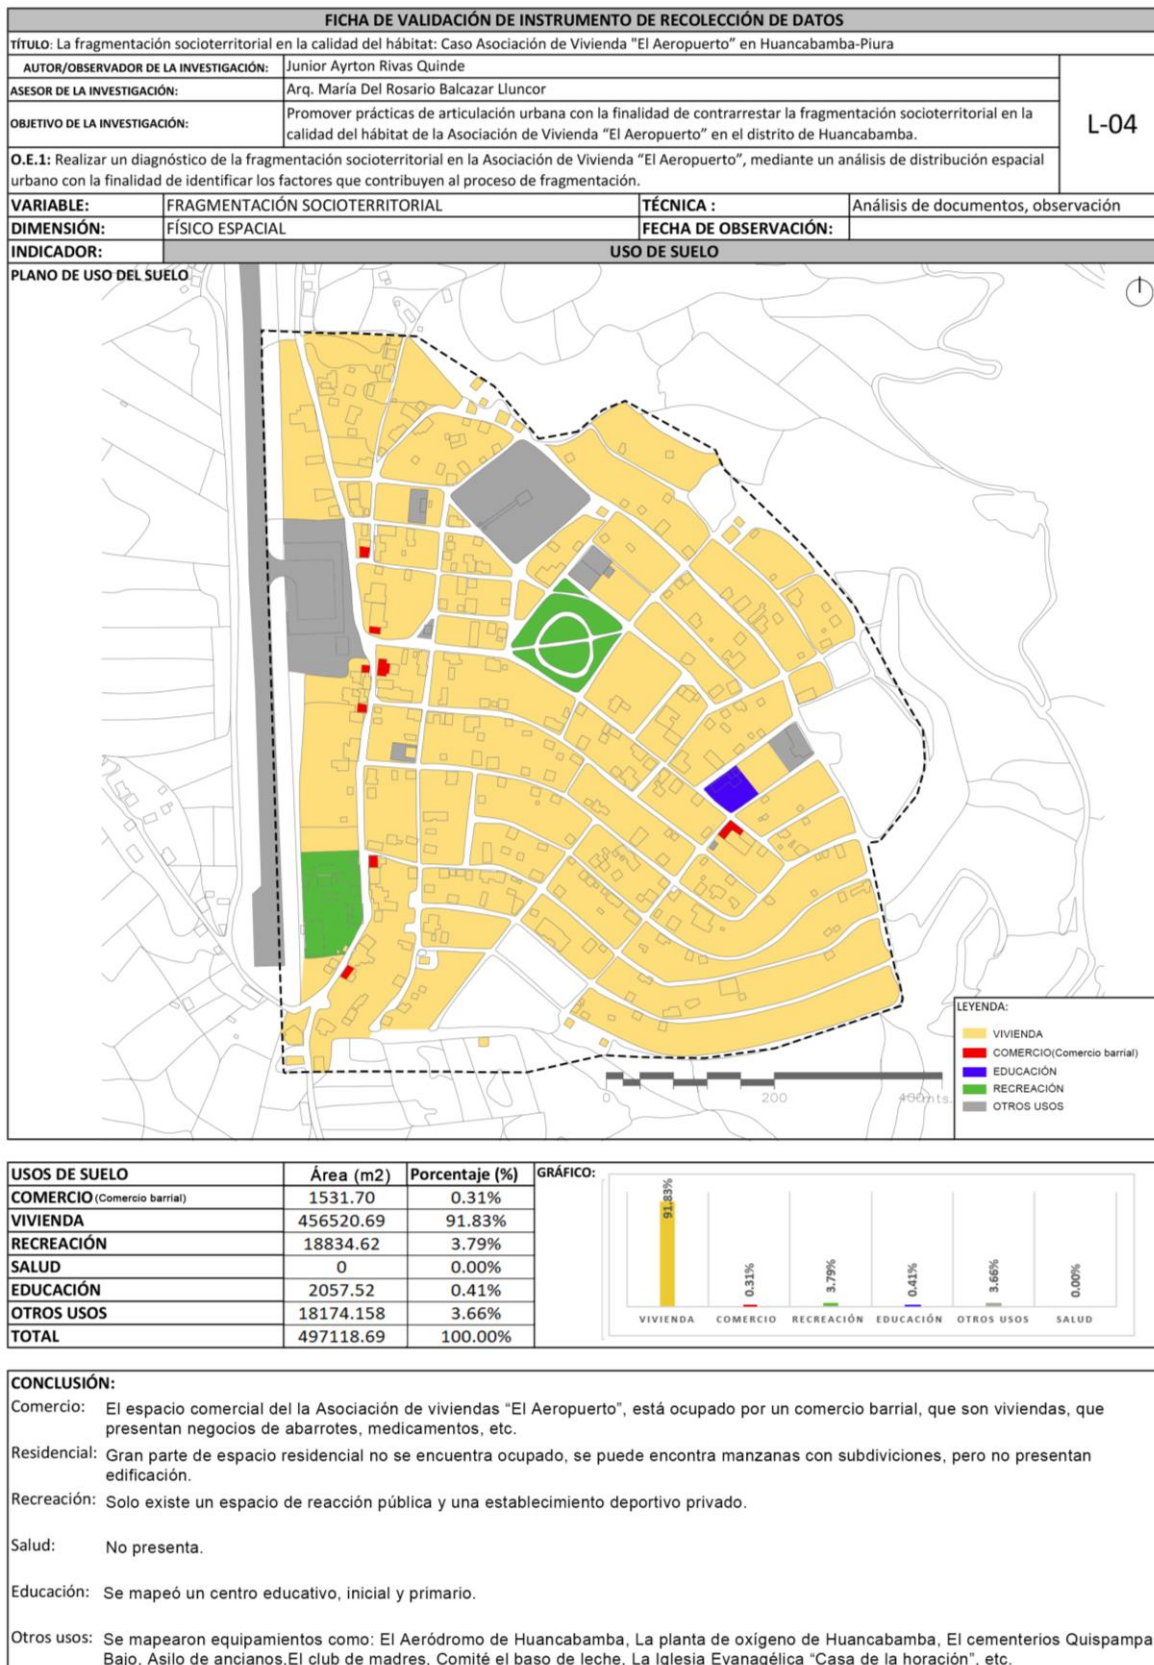 FICHA DE VALIDACIÓN DE INSTRUMENTO DE RECOLECCIÓN DE DATOS
TÍTULO: La fragmentación socioterritorial en la calidad del hábitat: Caso Asociación de Vivienda "El Aeropuerto” en Huancabamba-Piura
AUTOR/OBSERVADOR DE LA INVESTIGACIÓN: Junior Ayrton Rivas Quinde
ASESOR DE LA INVESTIGACIÓN: Arq. María Del Rosario Balcazar Lluncor
OBJETIVO DE LA INVESTIGACIÓN: Promover prácticas de articulación urbana con la finalidad de contrarrestar la fragmentación socioterritorial en la
calidad del hábitat de la Asociación de Vivienda “El Aeropuerto” en el distrito de Huancabamba.
L-04
O.E.1: Realizar un diagnóstico de la fragmentación socioterritorial en la Asociación de Vivienda “El Aeropuerto”, mediante un análisis de distribución espacial
urbano con la finalidad de identificar los factores que contribuyen al proceso de fragmentación.
VARIABLE: FRAGMENTACIÓN SOCIOTERRITORIAL TÉCNICA : Análisis de documentos, observación
DIMENSIÓN: FÍSICO ESPACIAL FECHA DE OBSERVACIÓN:
INDICADOR: USO DE SUELO
PLANO DE USO DEL SUELO
LEYENDA:
VIVIENDA
COMERCIO(Comercio barrial)
EDUCACIÓN
RECREACIÓN
OTROS USOS
0 200 400mts.
USOS DE SUELO Área (m2) Porcentaje (%)
COMERCIO (Comercio barrial) 1531.70 0.31%
VIVIENDA 456520.69 91.83%
RECREACIÓN 18834.62 3.79%
SALUD 0 0.00%
EDUCACIÓN 2057.52 0.41%
OTROS USOS 18174.158 3.66%
TOTAL 497118.69 100.00%
GRÁFICO:
91.83% 0.31% 3.79% 0.41% 3.66% 0.00%
VIVIENDA COMERCIO RECREACIÓN EDUCACIÓN OTROS USOS SALUD
CONCLUSIÓN:
Comercio: El espacio comercial del la Asociación de viviendas “El Aeropuerto”, está ocupado por un comercio barrial, que son viviendas, que
presentan negocios de abarrotes, medicamentos, etc.
Residencial: Gran parte de espacio residencial no se encuentra ocupado, se puede encontra manzanas con subdiviciones, pero no presentan
edificación.
Recreación: Solo existe un espacio de reacción pública y una establecimiento deportivo privado.
Salud: No presenta.
Educación: Se mapeó un centro educativo, inicial y primario.
Otros usos: Se mapearon equipamientos como: El Aeródromo de Huancabamba, La planta de oxígeno de Huancabamba, El cementerios Quispampa
Bajo, Asilo de ancianos,El club de madres, Comité el baso de leche, La Iglesia Evanagélica “Casa de la horación”, etc.